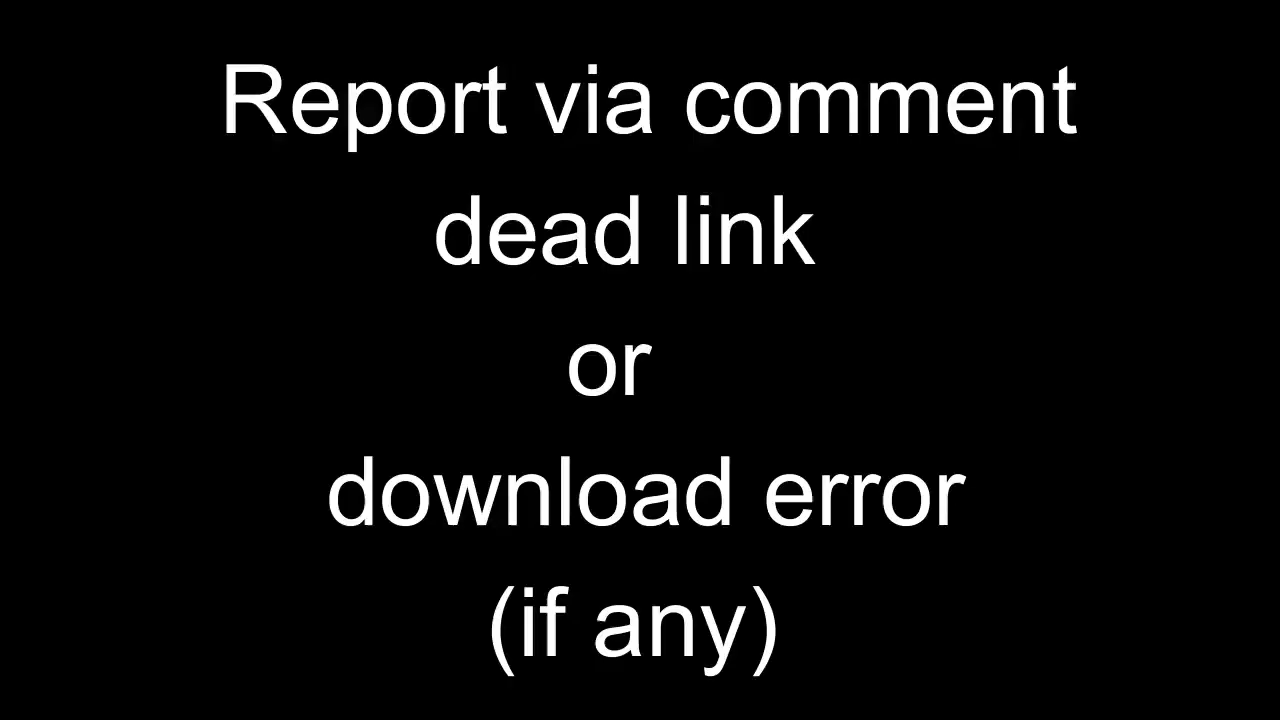 Report via comment
dead link
or
download error
(if any)